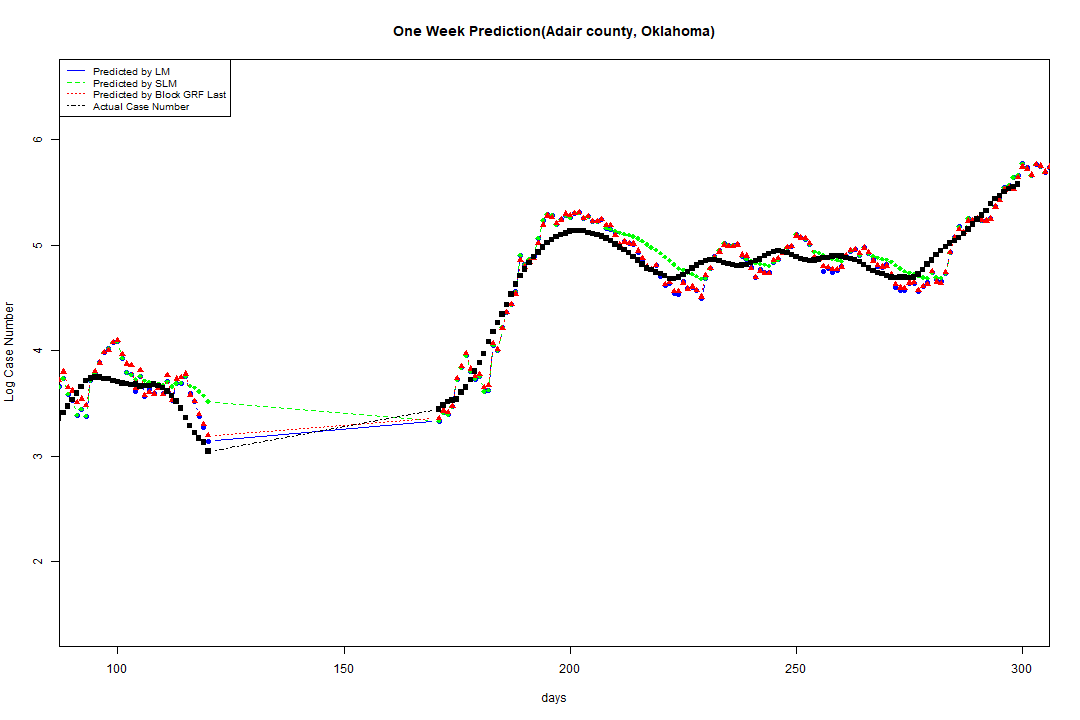 One Week Prediction(Adair county, Oklahoma)
Predicted by LM
Predicted by SLM
Predicted by Block GRF Last
Actual Case Number
6
5
4
3
2
Log Case Number
100 150 200 250 300
days